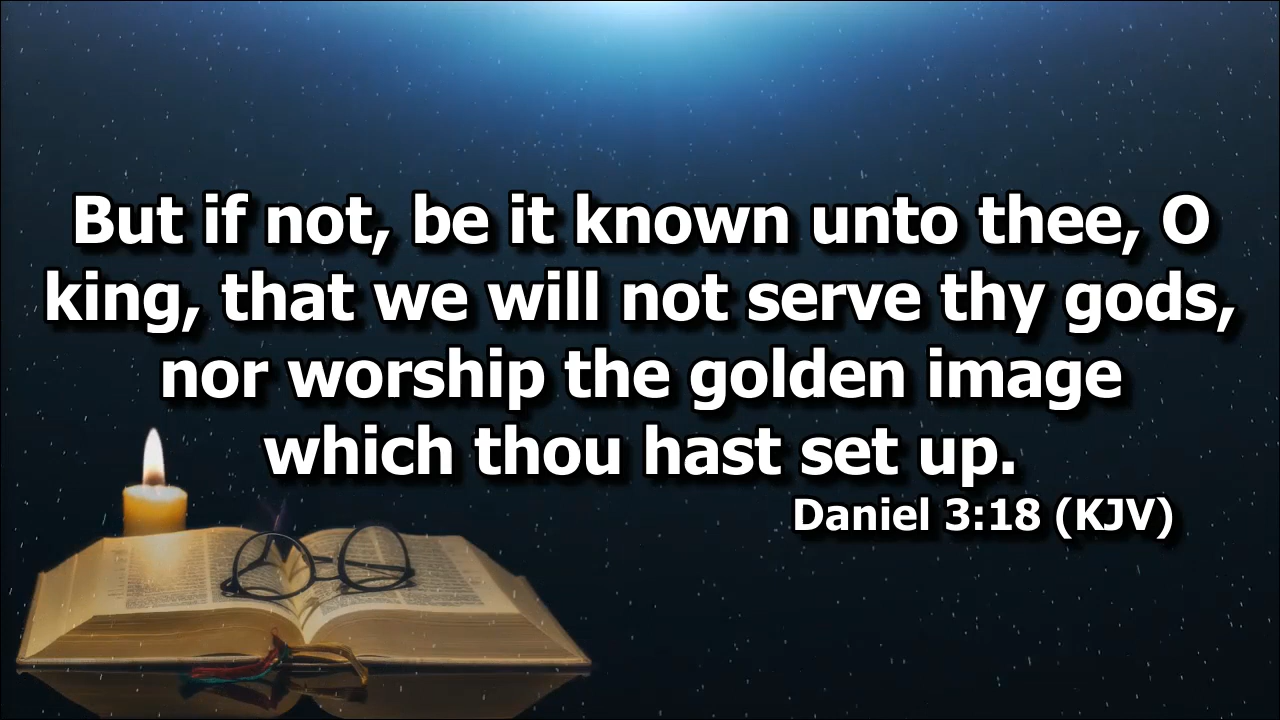 But if not, be it known unto thee, O
king, that we will not serve thy gods,
nor worship the golden image
which thou hast set up.
Daniel 3:18 (KJV)